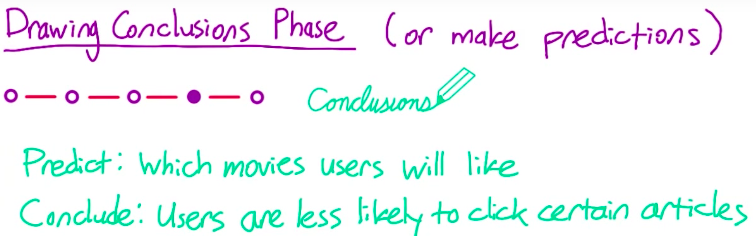 Drawing Conclusions Phase (or make predictions)
Conclusions
Predict: Which movies users will like
Conclude: Users are less likely to click certain articles